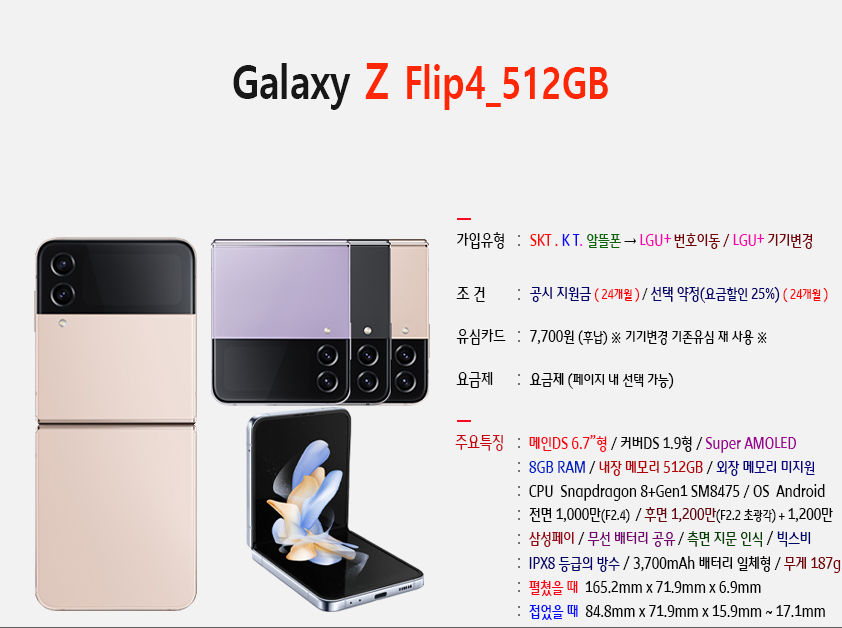 Galaxy Z Flip4_512GB
가입유형 : SKT . K T. 알뜰폰 → LGU+ 번호이동 / LGU+ 기기변경
조 건 : 공시 지원금 ( 24개월 ) / 선택 약정(요금할인 25%) ( 24개월 )
유심카드 : 7,700원 (후납) ※ 기기변경 기존유심 재 사용 ※
요금제 : 요금제 (페이지 내 선택 가능)
주요특징 : 메인DS 6.7”형 / 커버DS 1.9형 / Super AMOLED
: 8GB RAM / 내장 메모리 512GB / 외장 메모리 미지원
: CPU Snapdragon 8+Gen1 SM8475 / OS Android
: 전면 1,000만(F2.4) / 후면 1,200만(F2.2 초광각) + 1,200만
: 삼성페이 / 무선 배터리 공유 / 측면 지문 인식 / 빅스비
: IPX8 등급의 방수 / 3,700mAh 배터리 일체형 / 무게 187g
: 펼쳤을 때 165.2mm x 71.9mm x 6.9mm
: 접었을 때 84.8mm x 71.9mm x 15.9mm ~ 17.1mm